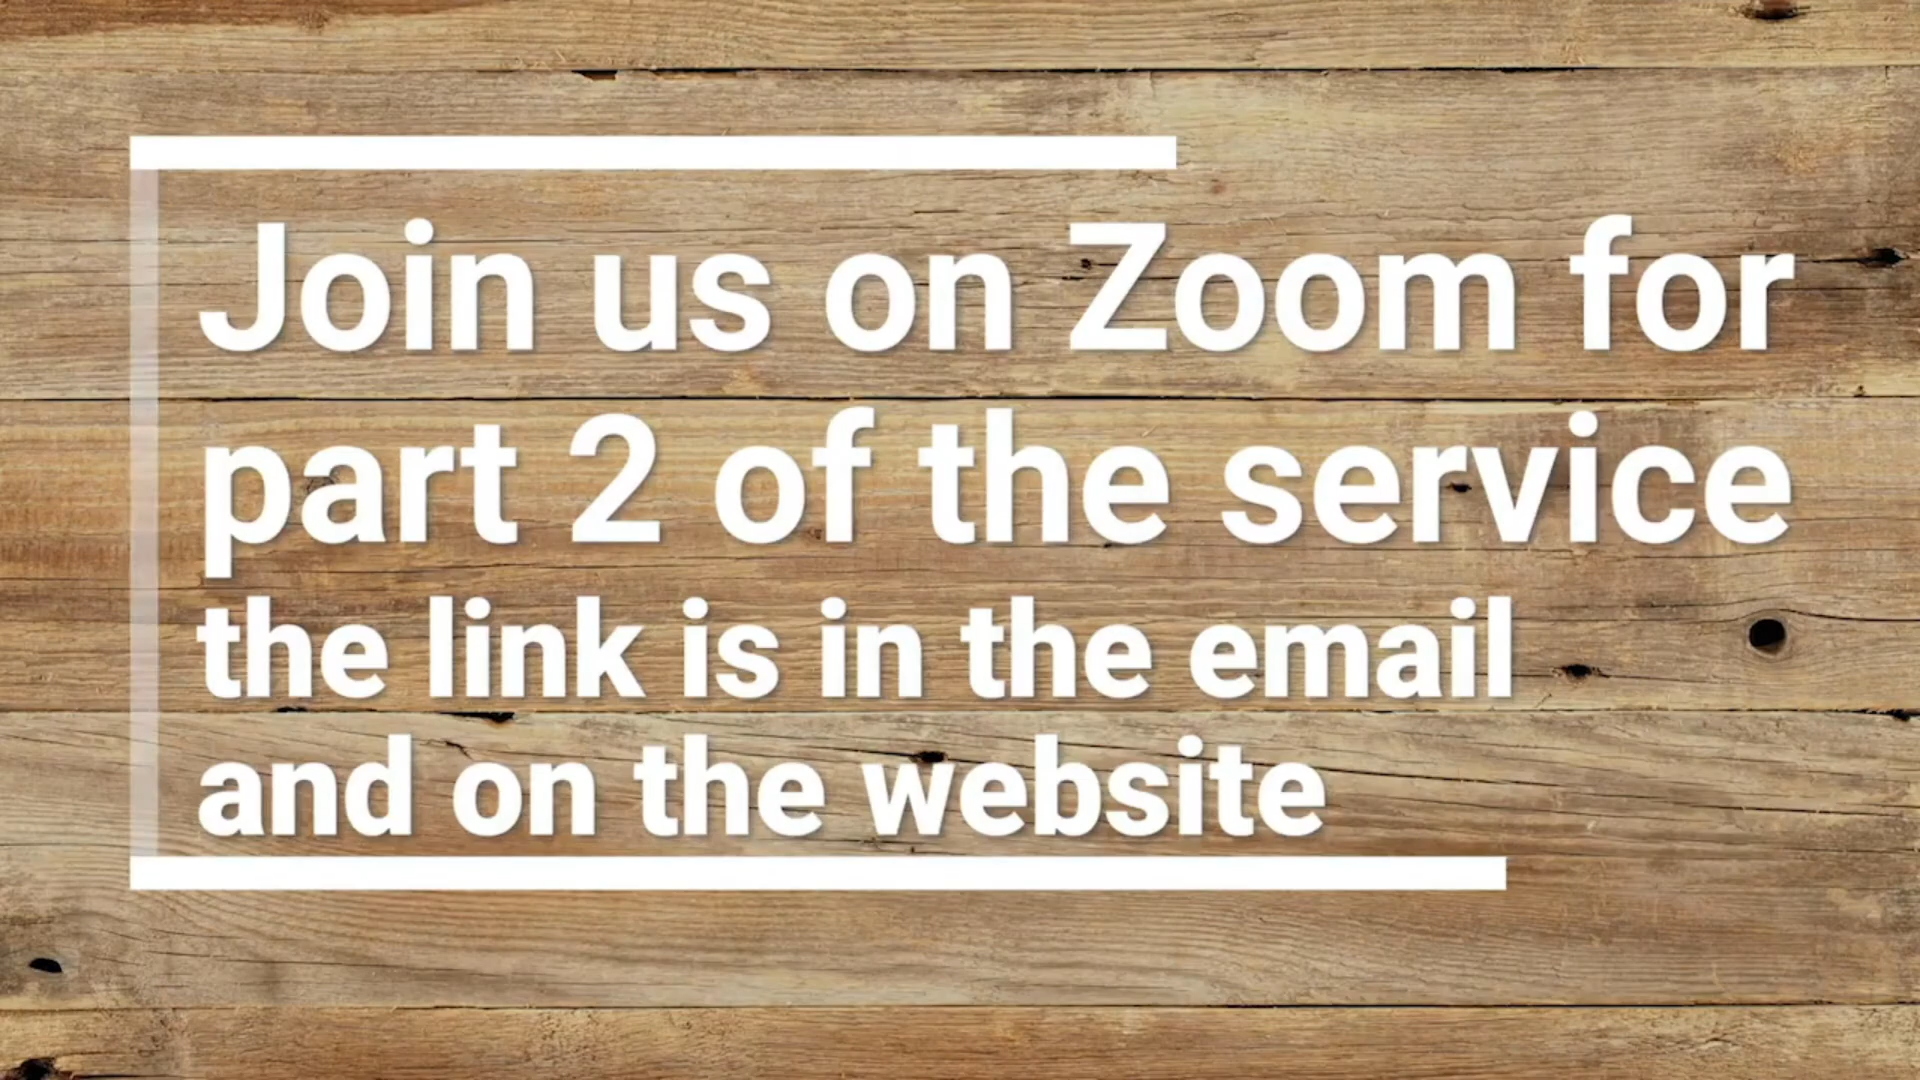 Join us on Zoom for
part 2 of the service
the link is in the email
and on the website